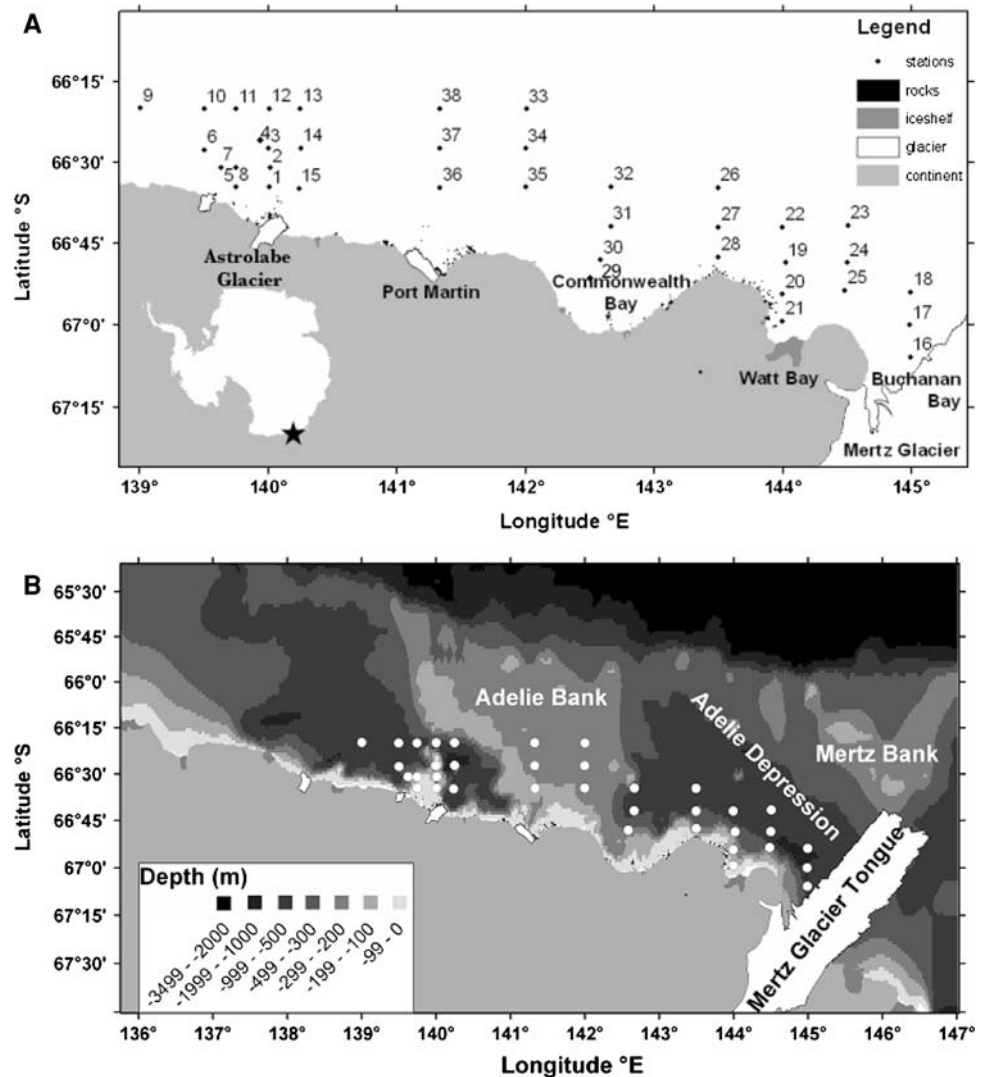 A
Legend
stations
rocks
iceshelf
glacier
continent
66°15'
66°30'
66°45'
67°0'
67°15'
Latitude °S
9 10 11 12 13 38 33
6 4 3 14 37 34
7 2
5 8 1 15 36 35 32 26
31 27 22 23
30 28 19 24
29 20 25 18
21 17
16
Astrolabe
Glacier
Port Martin
Commonwealth
Bay
Watt Bay
Buchanan
Bay
Mertz Glacier
139° 140° 141° 142° 143° 144° 145°
Longitude °E
B
65°30'
65°45'
66°0'
66°15'
66°30'
66°45'
67°0'
67°15'
67°30'
Latitude °S
Adelie Bank
Adelie Depression
Mertz Bank
Mertz Glacier Tongue
Depth (m)
-3499 - -2000
-1999 - -1000
-999 - -500
-499 - -300
-299 - -200
-199 - -100
-99 - 0
136° 137° 138° 139° 140° 141° 142° 143° 144° 145° 146° 147°
Longitude °E